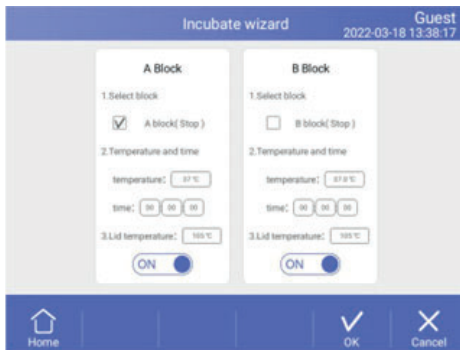 Incubate wizard
Guest
2022-03-18 13:38:17
A Block
1.Select block
A block( Stop )
2.Temperature and time
temperature: 37 ℃
time: 00 : 00 : 00
3.Lid temperature: 105 ℃
ON
B Block
1.Select block
B block( Stop )
2.Temperature and time
temperature: 37.0 ℃
time: 00 : 00 : 00
3.Lid temperature: 105 ℃
ON
Home
OK
Cancel